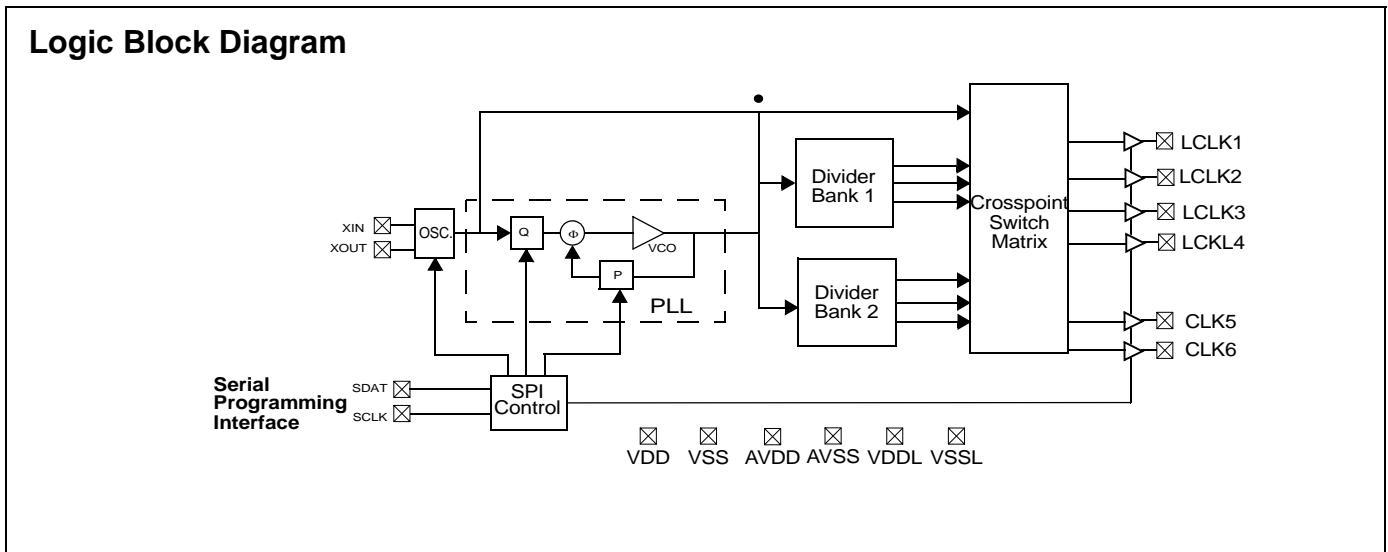 Logic Block Diagram
XIN
XOUT
OSC.
Q
Φ
VCO
P
PLL
Divider
Bank 1
Divider
Bank 2
Crosspoint
Switch
Matrix
LCLK1
LCLK2
LCLK3
LCKL4
CLK5
CLK6
Serial
Programming
Interface
SDAT
SCLK
SPI
Control
VDD
VSS
AVDD
AVSS
VDDL
VSSL